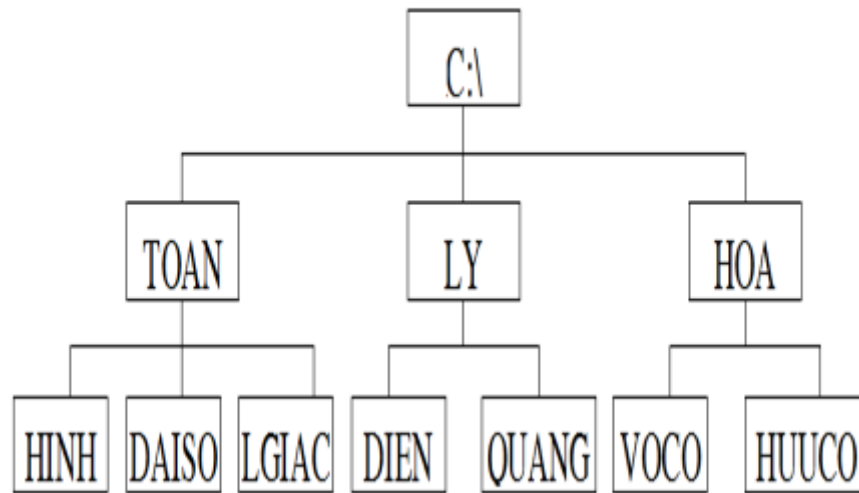 C:\
TOAN LY HOA
HINH DAISO LGIAC DIEN QUANG VOCO HUUCO